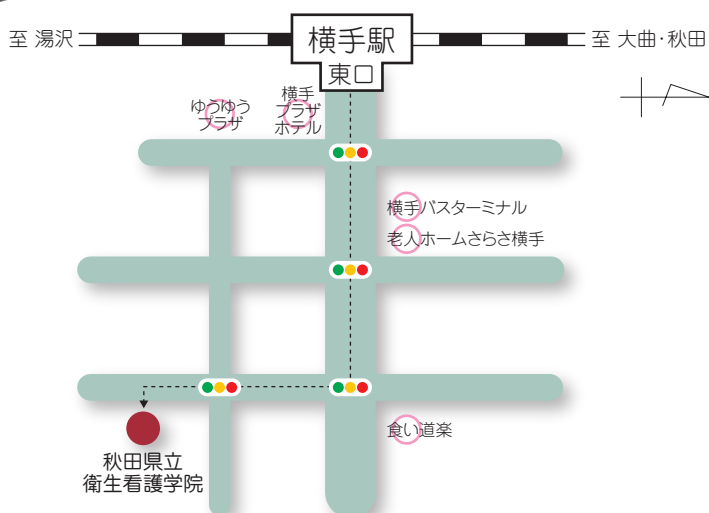 至 湯沢
横手駅
東口
至 大曲・秋田
ゆうゆう
プラザ
横手
プラザ
ホテル
横手バスターミナル
老人ホームさらさ横手
食い道楽
秋田県立
衛生看護学院